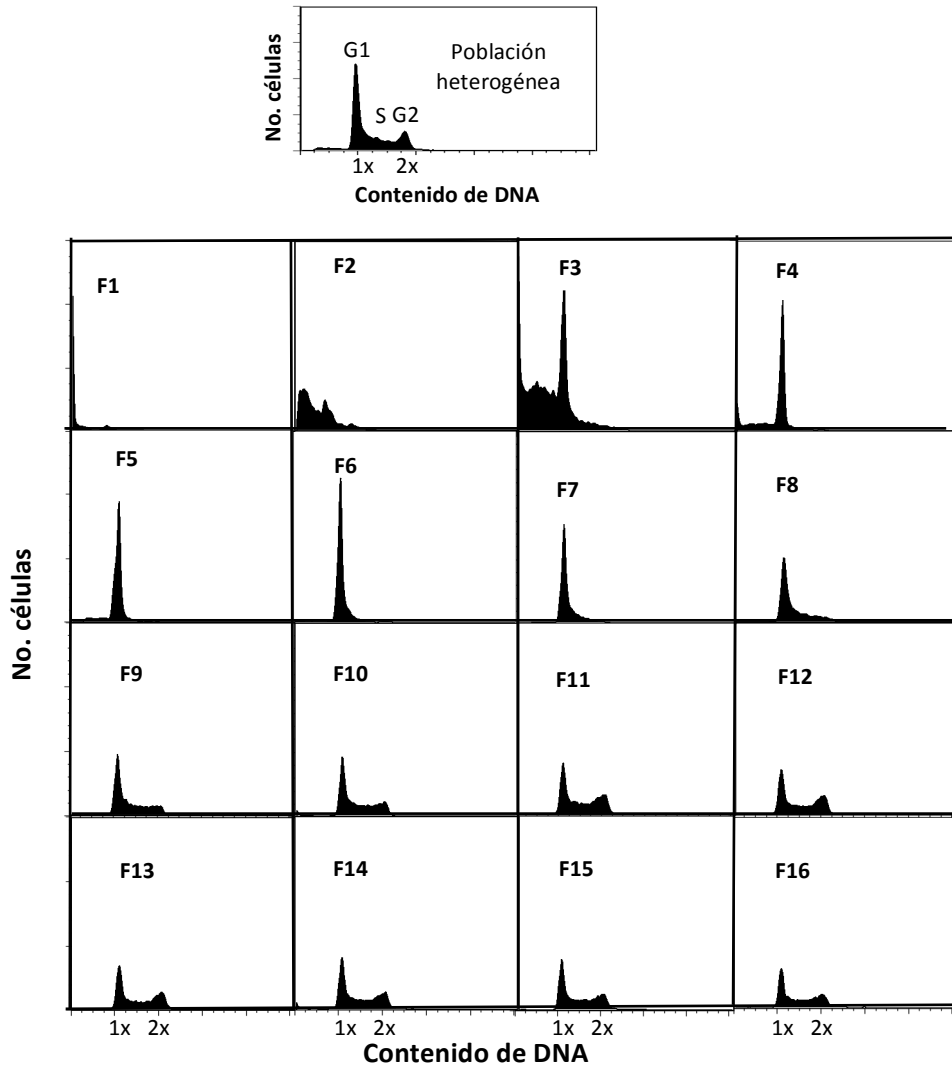 No. células
G1
Población
heterogénea
S G2
1x 2x
Contenido de DNA
No. células
F1
F2
F3
F4
F5
F6
F7
F8
F9
F10
F11
F12
F13
F14
F15
F16
1x 2x
1x 2x
1x 2x
1x 2x
Contenido de DNA